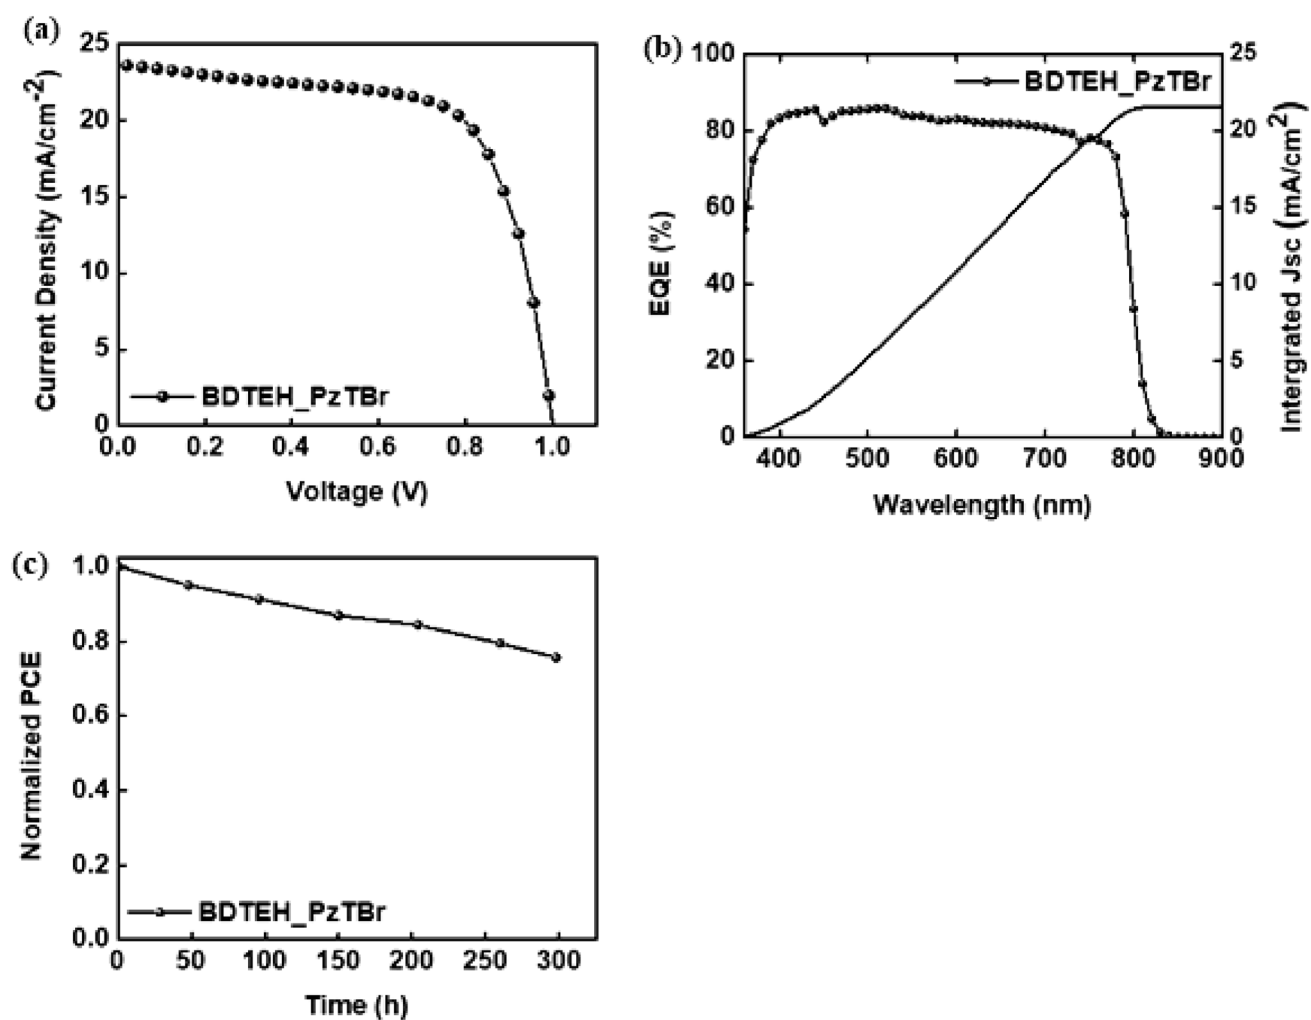 (a)
25
20
15
10
5
0
Current Density (mA/cm-2)
BDTEH_PzTBr
0.0 0.2 0.4 0.6 0.8 1.0
Voltage (V)
(b)
100
80
60
40
20
0
EQE (%)
BDTEH_PzTBr
25
20
15
10
5
0
Intergrated Jsc (mA/cm2)
400 500 600 700 800 900
Wavelength (nm)
(c)
1.0
0.8
0.6
0.4
0.2
0.0
Normalized PCE
BDTEH_PzTBr
0 50 100 150 200 250 300
Time (h)